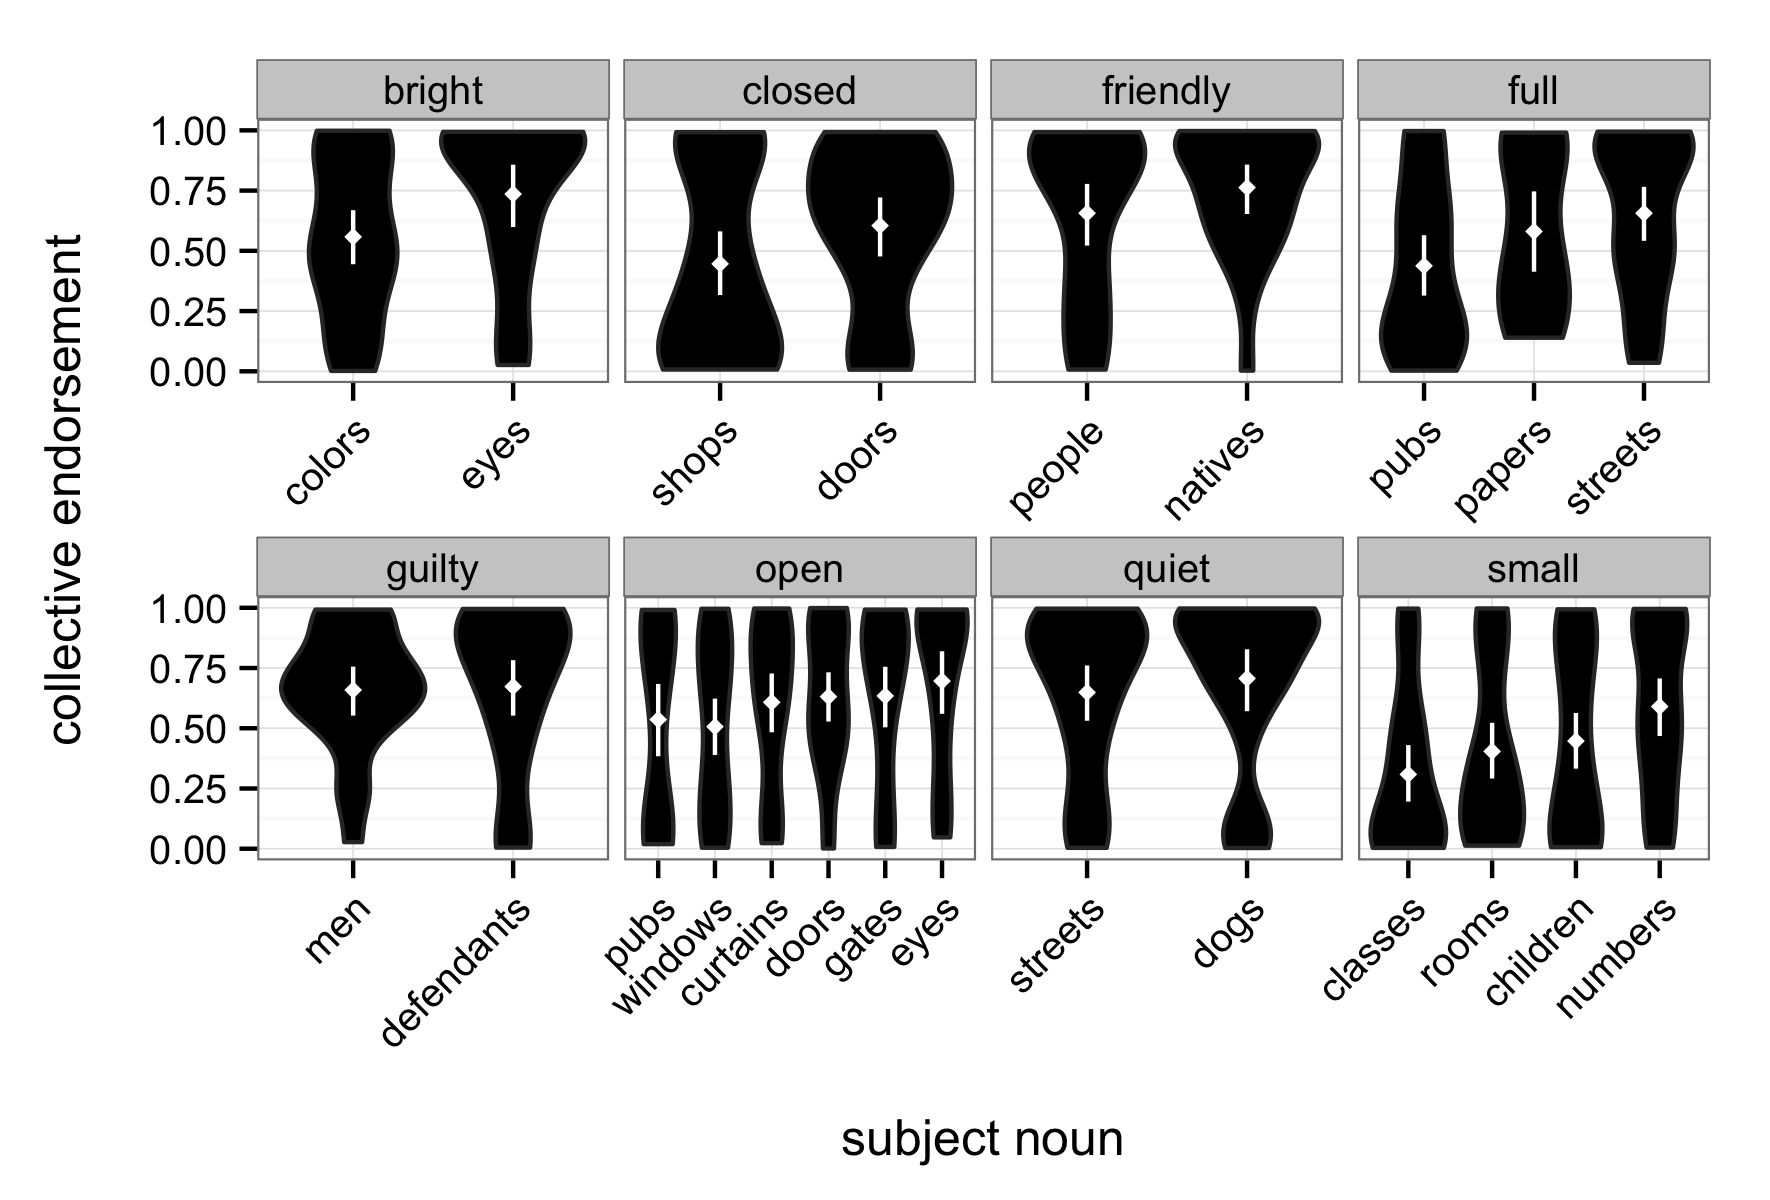 bright closed friendly full
1.00
0.75
0.50
0.25
0.00
colors eyes shops doors people natives pubs papers streets
collective endorsement
guilty open quiet small
1.00
0.75
0.50
0.25
0.00
men defendants pubs windows curtains doors gates eyes streets dogs classes rooms children numbers
subject noun